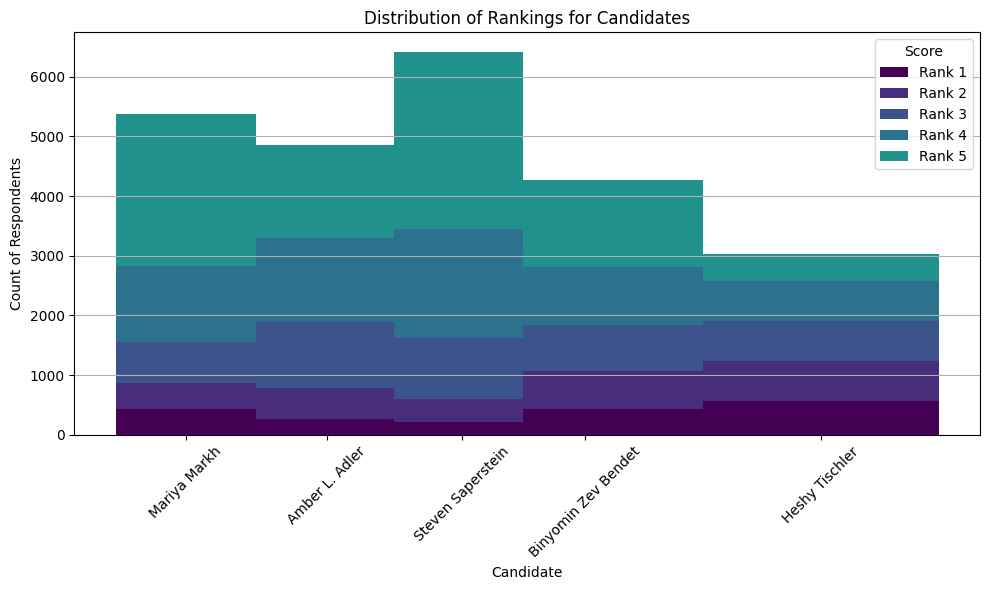 Distribution of Rankings for Candidates
Score
Rank 1
Rank 2
Rank 3
Rank 4
Rank 5
Count of Respondents
6000
5000
4000
3000
2000
1000
0
Mariya Markh
Amber L. Adler
Steven Saperstein
Binyomin Zev Bendet
Heshy Tischler
Candidate